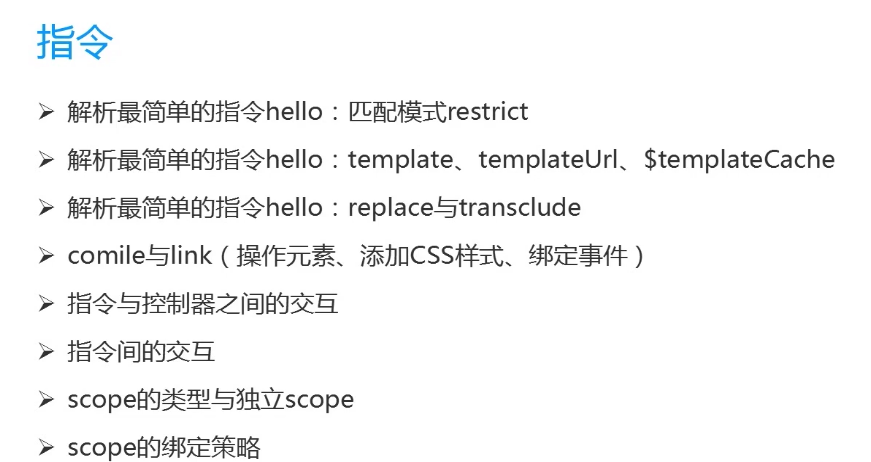 指令
解析最简单的指令hello：匹配模式restrict
解析最简单的指令hello：template、templateUrl、$templateCache
解析最简单的指令hello：replace与transclude
comile与link（操作元素、添加CSS样式、绑定事件）
指令与控制器之间的交互
指令间的交互
scope的类型与独立scope
scope的绑定策略